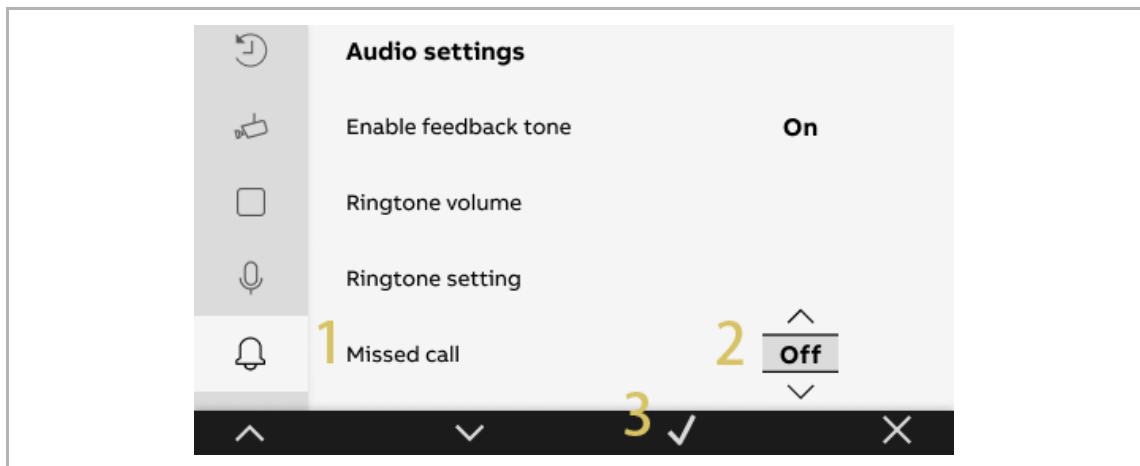 Audio settings
Enable feedback tone On
Ringtone volume
Ringtone setting
1 Missed call 2 Off
3